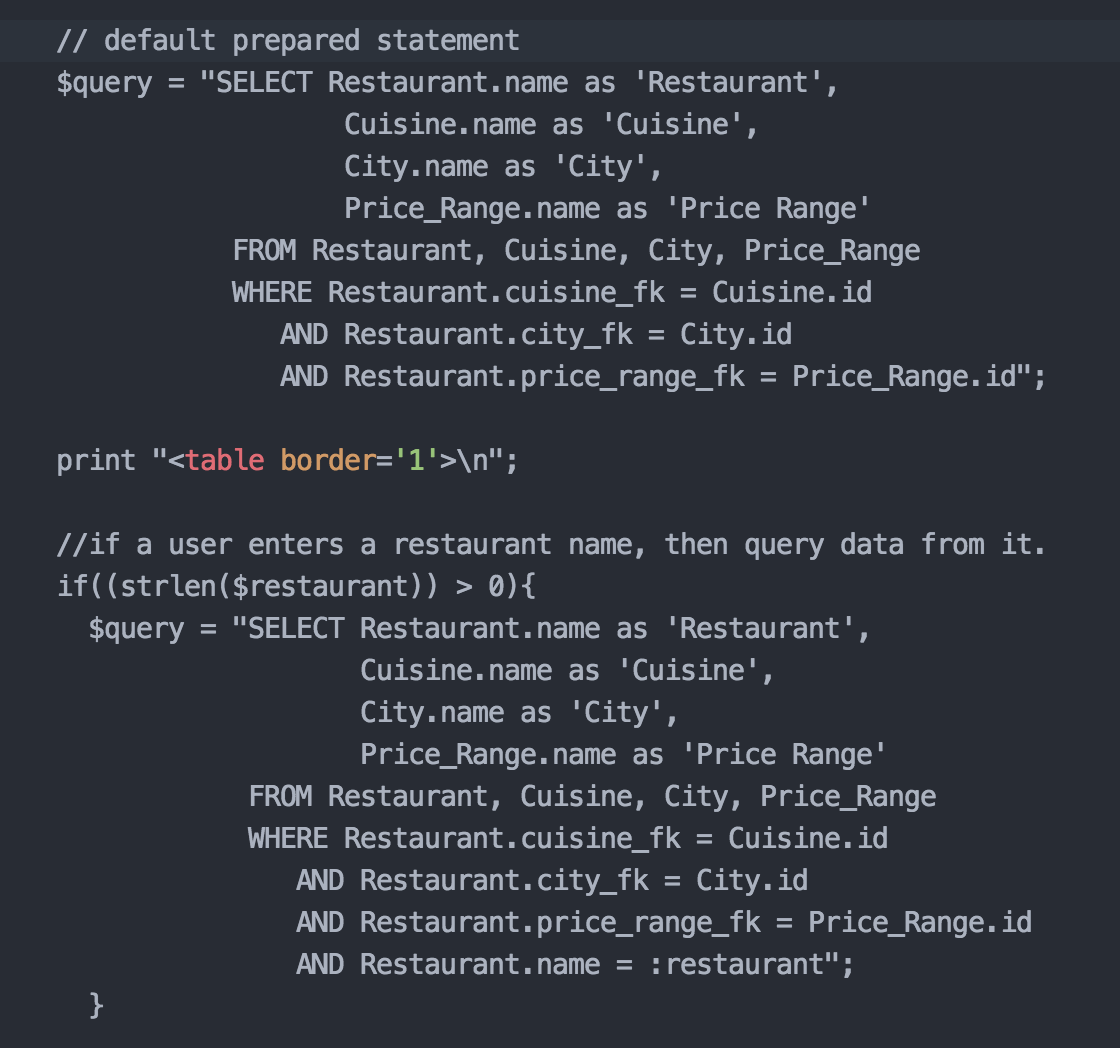 // default prepared statement
$query = "SELECT Restaurant.name as 'Restaurant',
Cuisine.name as 'Cuisine',
City.name as 'City',
Price_Range.name as 'Price Range'
FROM Restaurant, Cuisine, City, Price_Range
WHERE Restaurant.cuisine_fk = Cuisine.id
AND Restaurant.city_fk = City.id
AND Restaurant.price_range_fk = Price_Range.id";
print "<table border='1'>\n";
//if a user enters a restaurant name, then query data from it.
if((strlen($restaurant)) > 0){
$query = "SELECT Restaurant.name as 'Restaurant',
Cuisine.name as 'Cuisine',
City.name as 'City',
Price_Range.name as 'Price Range'
FROM Restaurant, Cuisine, City, Price_Range
WHERE Restaurant.cuisine_fk = Cuisine.id
AND Restaurant.city_fk = City.id
AND Restaurant.price_range_fk = Price_Range.id
AND Restaurant.name = :restaurant";
}